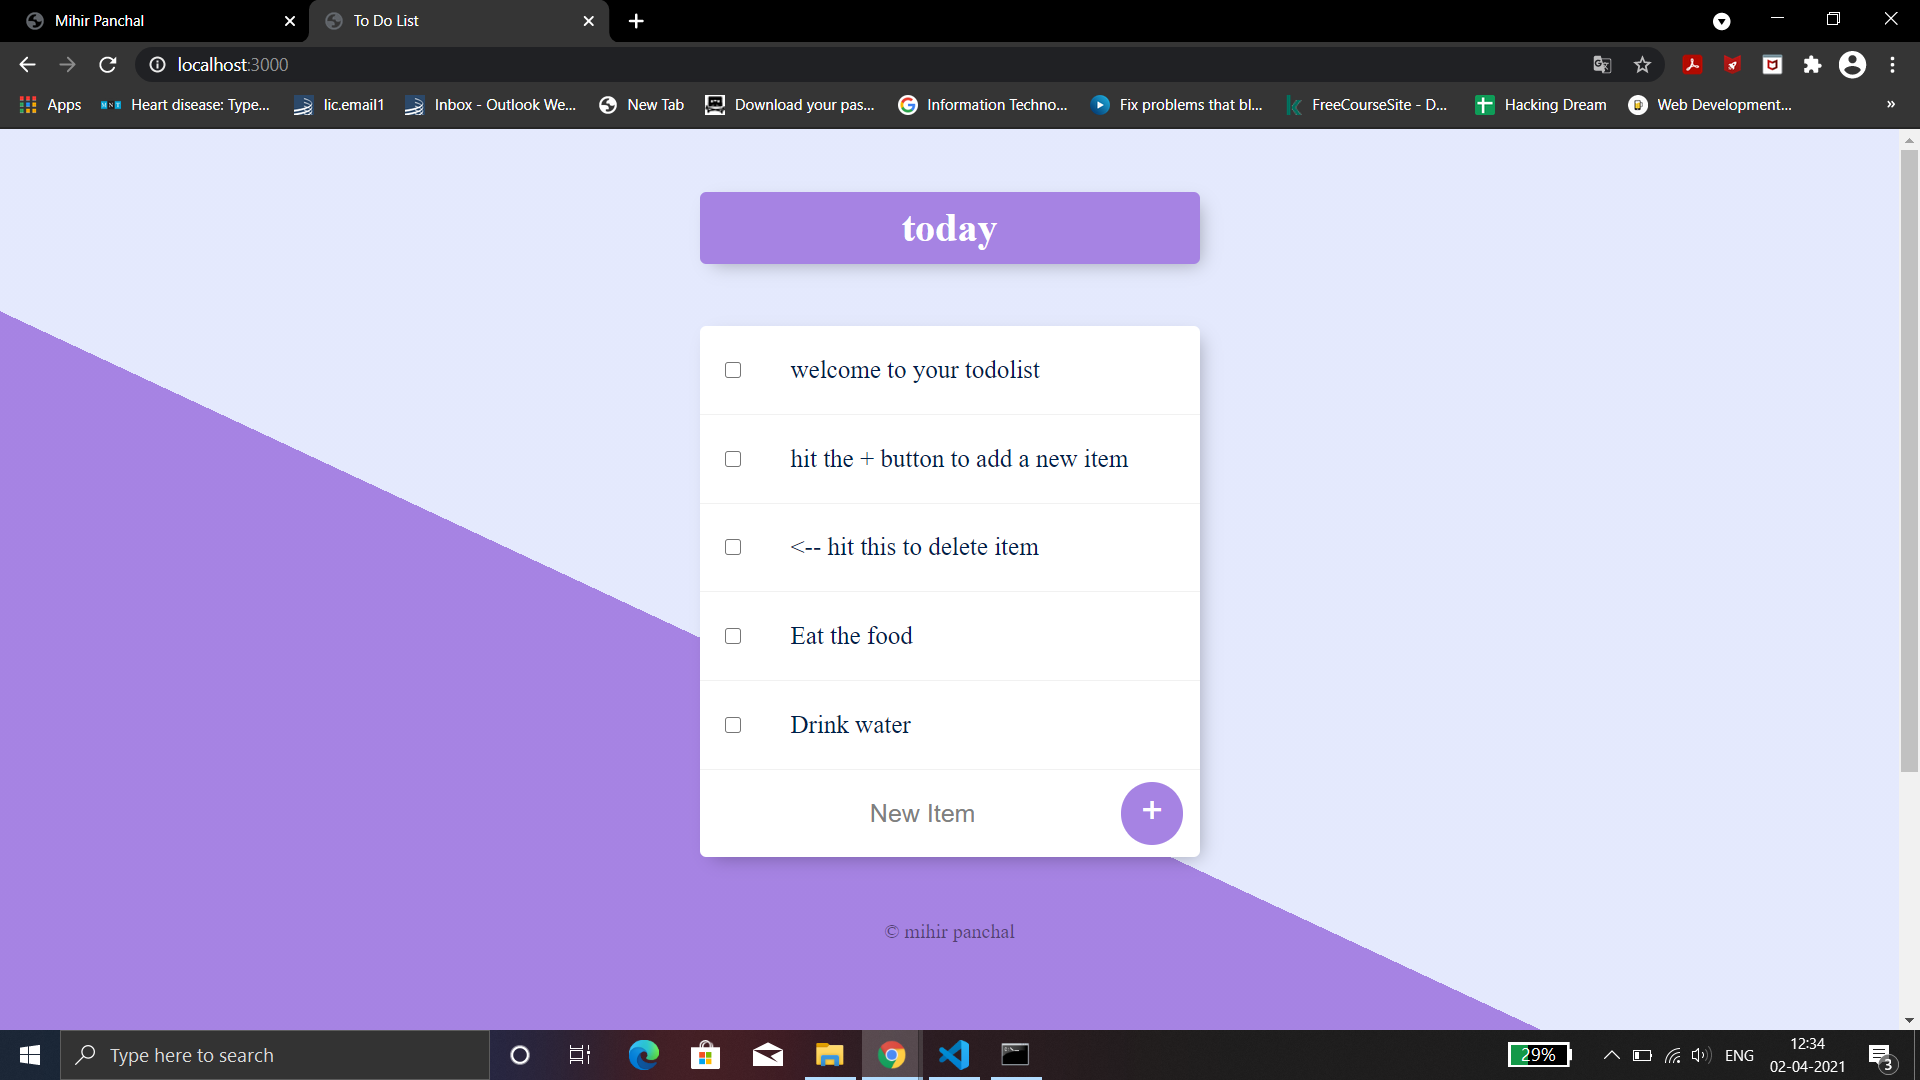 Mihir Panchal
To Do List
localhost:3000
Apps
Heart disease: Type...
lic.email1
Inbox - Outlook We...
New Tab
Download your pas...
Information Techno...
Fix problems that bl...
FreeCourseSite - D...
Hacking Dream
Web Development...
»
today
welcome to your todolist
hit the + button to add a new item
<-- hit this to delete item
Eat the food
Drink water
New Item
+
© mihir panchal
Type here to search
29%
ENG
12:34
02-04-2021
3